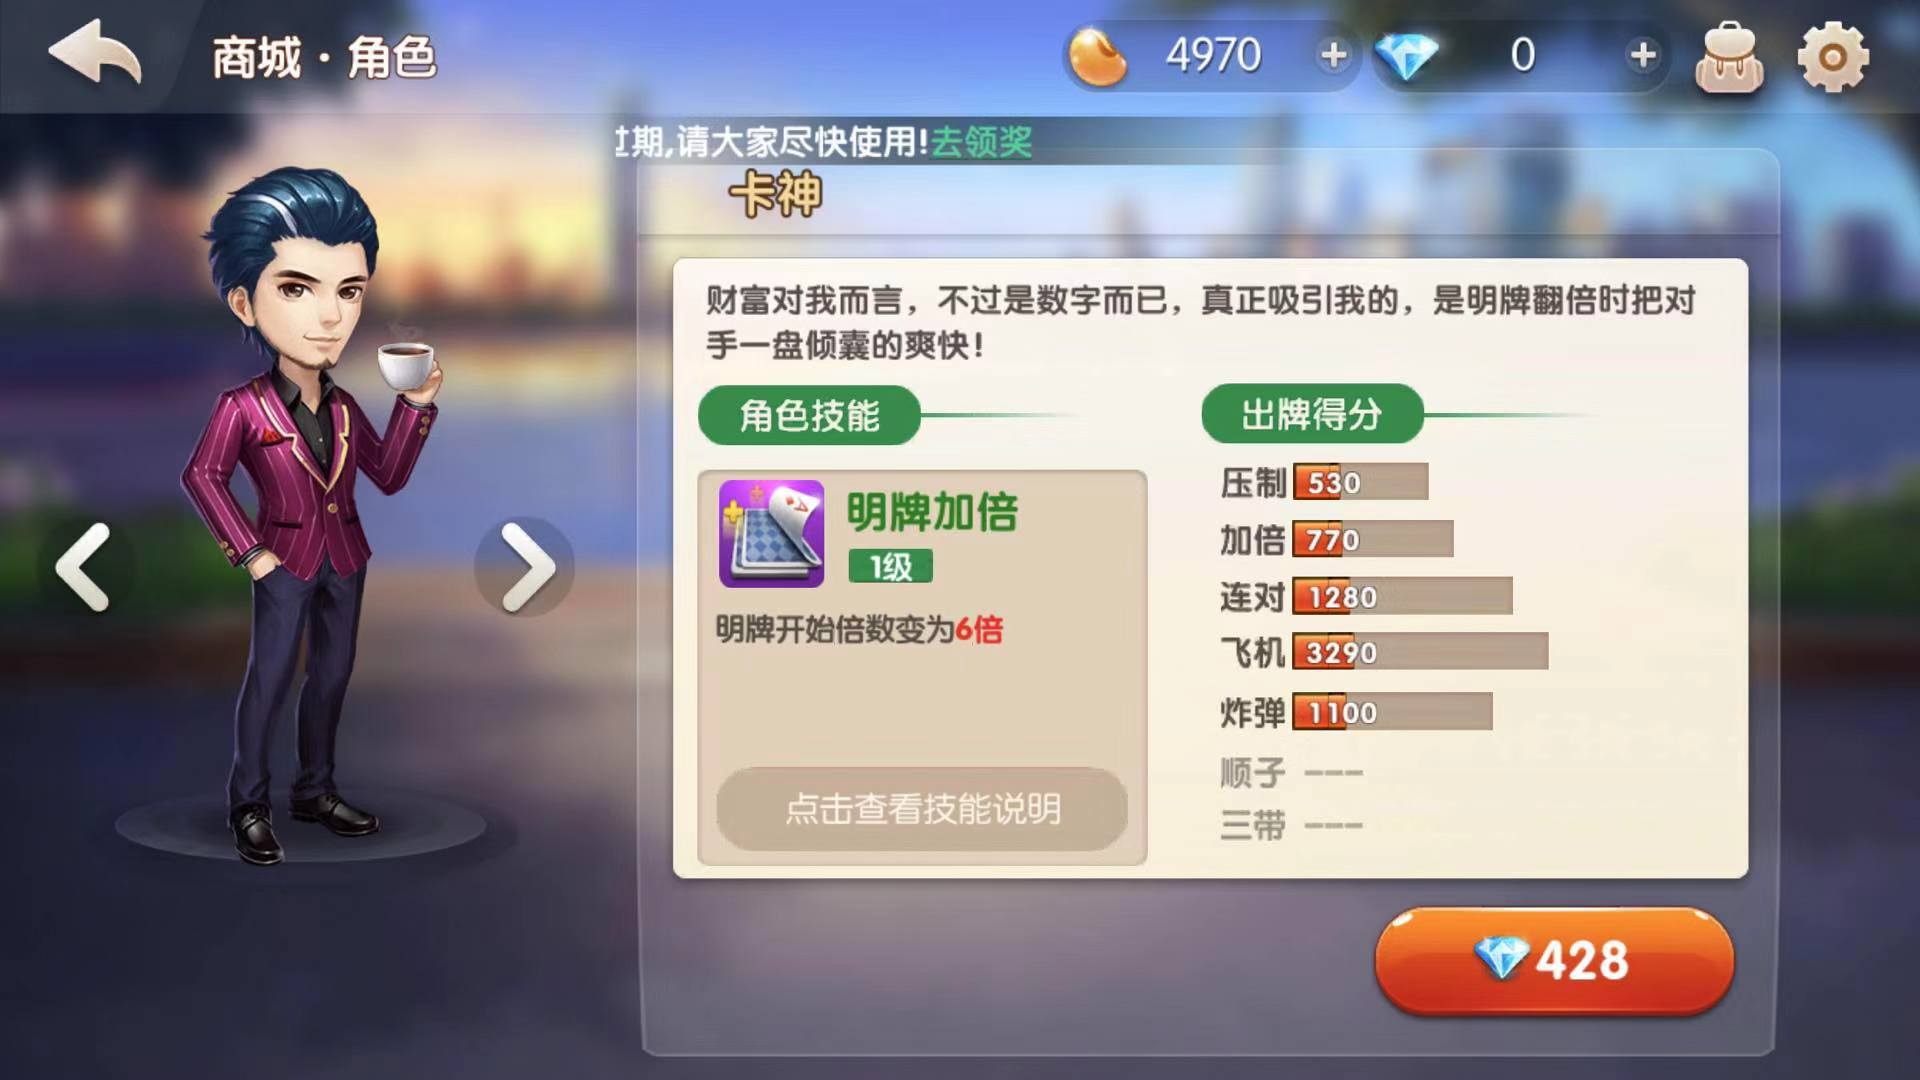 商城·角色
4970
0
过期,请大家尽快使用!去领奖
卡神
财富对我而言，不过是数字而已，真正吸引我的，是明牌翻倍时把对
手一盘倾囊的爽快！
角色技能
明牌加倍
1级
明牌开始倍数变为6倍
点击查看技能说明
出牌得分
压制 530
加倍 770
连对 1280
飞机 3290
炸弹 1100
顺子 ---
三带 ---
428